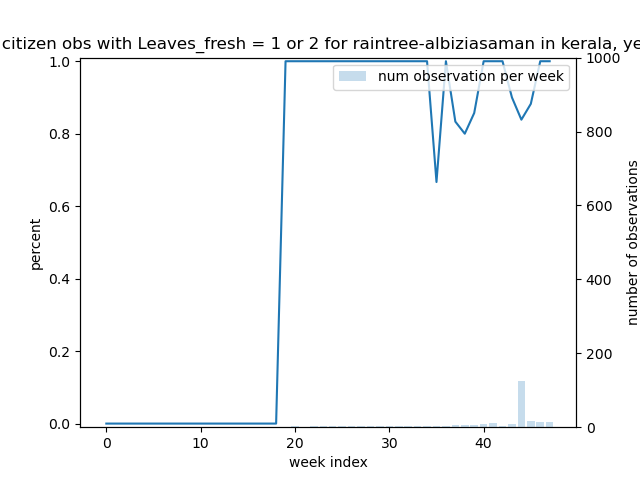 citizen obs with Leaves_fresh = 1 or 2 for raintree-albiziasaman in kerala,
num observation per week
percent
1.0
0.8
0.6
0.4
0.2
0.0
1000
800
600
400
200
0
number of observations
0 10 20 30 40
week index